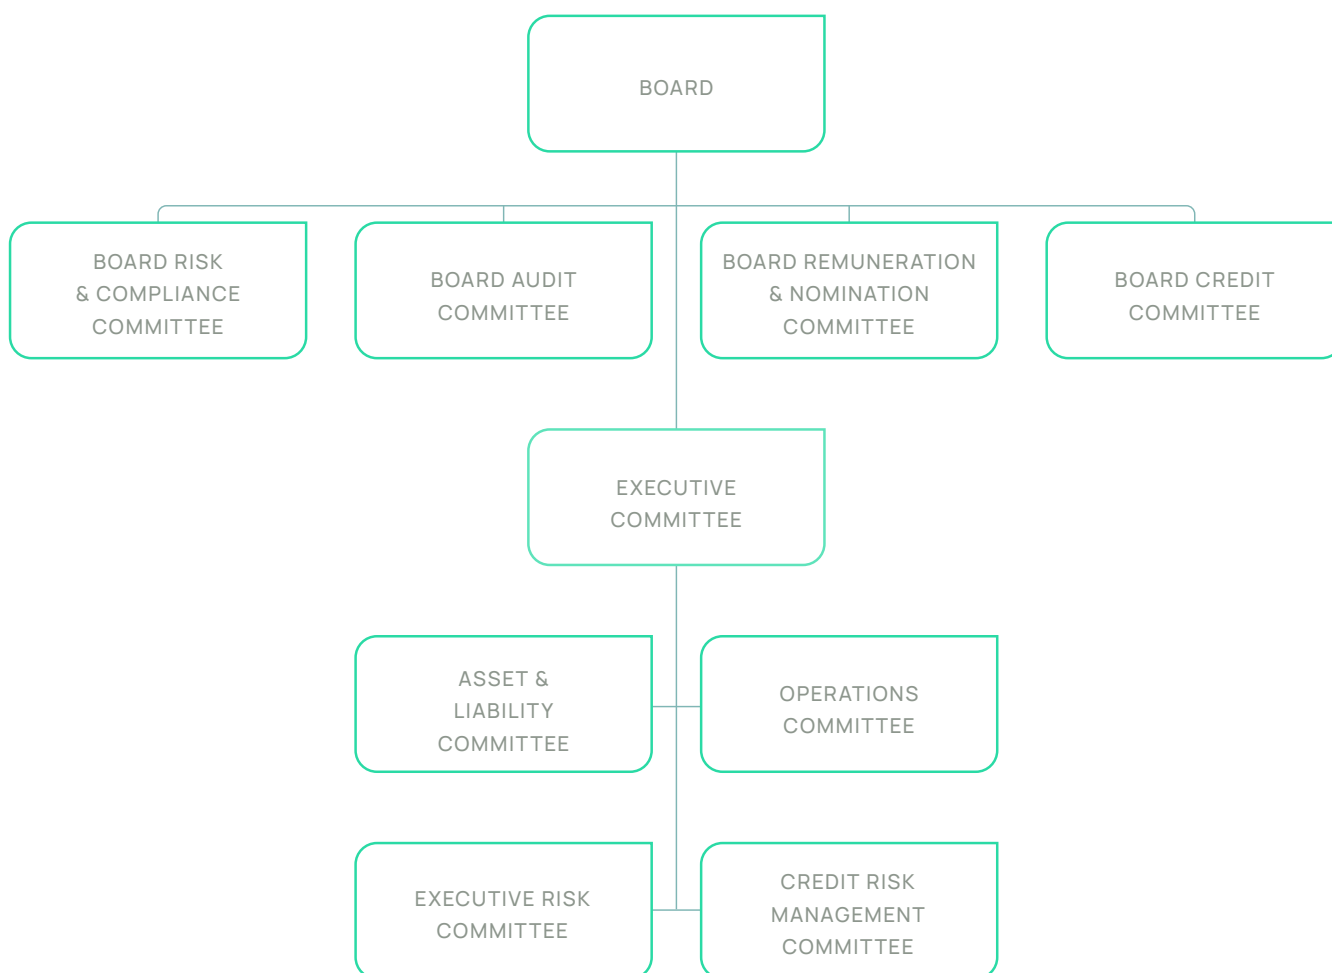 BOARD
BOARD RISK
& COMPLIANCE
COMMITTEE
BOARD AUDIT
COMMITTEE
BOARD REMUNERATION
& NOMINATION
COMMITTEE
BOARD CREDIT
COMMITTEE
EXECUTIVE
COMMITTEE
ASSET &
LIABILITY
COMMITTEE
OPERATIONS
COMMITTEE
EXECUTIVE RISK
COMMITTEE
CREDIT RISK
MANAGEMENT
COMMITTEE